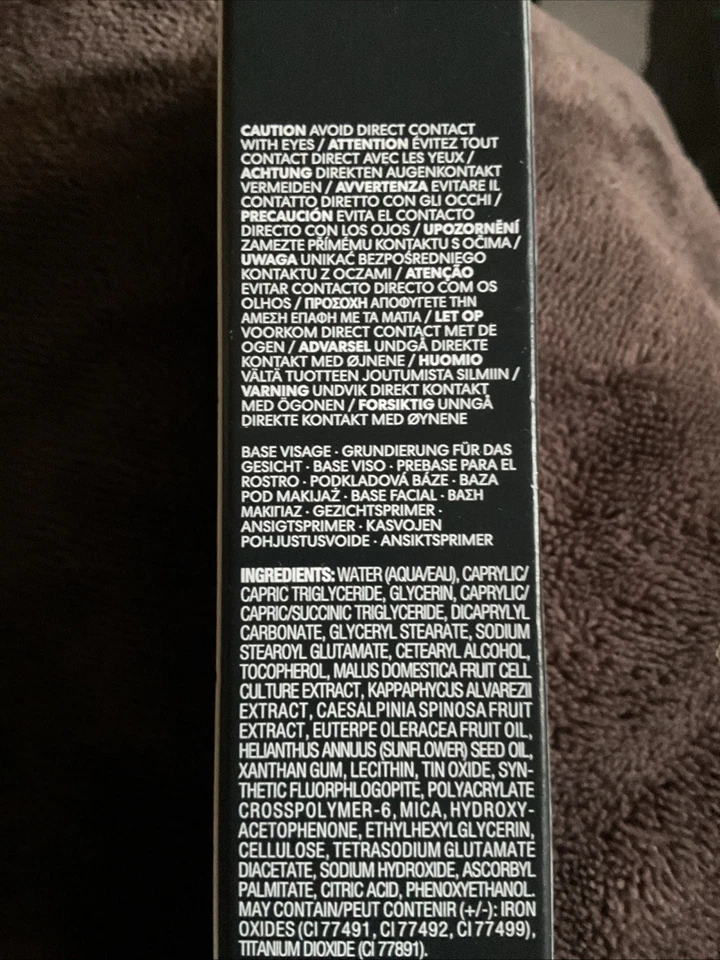 CAUTION AVOID DIRECT CONTACT
WITH EYES / ATTENTION ÉVITEZ TOUT
CONTACT DIRECT AVEC LES YEUX /
ACHTUNG DIREKTEN AUGENKONTAKT
VERMEIDEN / AVVERTENZA EVITARE IL
CONTATTO DIRETTO CON GLI OCCHI /
PRECAUCIÓN EVITA EL CONTACTO
DIRECTO CON LOS OJOS / UPOZORNĚNÍ
ZAMEZTE PŘÍMÉMU KONTAKTU S OČIMA /
UWAGA UNIKAĆ BEZPOŚREDNIEGO
KONTAKTU Z OCZAMI / ATENÇÃO
EVITAR CONTACTO DIRECTO COM OS
OLHOS / ΠΡΟΣΟΧΗ ΑΠΟΦΥΓΕΤΕ ΤΗΝ
ΑΜΕΣΗ ΕΠΑΦΗ ΜΕ ΤΑ ΜΑΤΙΑ / LET OP
VOORKOM DIRECT CONTACT MET DE
OGEN / ADVARSEL UNDGÅ DIREKTE
KONTAKT MED ØJNENE / HUOMIO
VÄLTÄ TUOTTEEN JOUTUMISTA SILMIIN /
VARNING UNDVIK DIREKT KONTAKT
MED ÖGONEN / FORSIKTIG UNNGÅ
DIREKTE KONTAKT MED ØYNENE
BASE VISAGE · GRUNDIERUNG FÜR DAS
GESICHT · BASE VISO · PREBASE PARA EL
ROSTRO · PODKLADOVÁ BÁZE · BAZA
POD MAKIJAŻ · BASE FACIAL · ΒΑΣΗ
ΜΑΚΙΓΙΑΖ · GEZICHTSPRIMER ·
ANSIGTSPRIMER · KASVOJEN
POHJUSTUSVOIDE · ANSIKTSPRIMER
INGREDIENTS: WATER (AQUA/EAU), CAPRYLIC/
CAPRIC TRIGLYCERIDE, GLYCERIN, CAPRYLIC/
CAPRIC/SUCCINIC TRIGLYCERIDE, DICAPRYLYL
CARBONATE, GLYCERYL STEARATE, SODIUM
STEAROYL GLUTAMATE, CETEARYL ALCOHOL,
TOCOPHEROL, MALUS DOMESTICA FRUIT CELL
CULTURE EXTRACT, KAPPAPHYCUS ALVAREZII
EXTRACT, CAESALPINIA SPINOSA FRUIT
EXTRACT, EUTERPE OLERACEA FRUIT OIL,
HELIANTHUS ANNUUS (SUNFLOWER) SEED OIL,
XANTHAN GUM, LECITHIN, TIN OXIDE, SYN-
THETIC FLUORPHLOGOPITE, POLYACRYLATE
CROSSPOLYMER-6, MICA, HYDROXY-
ACETOPHENONE, ETHYLHEXYLGLYCERIN,
CELLULOSE, TETRASODIUM GLUTAMATE
DIACETATE, SODIUM HYDROXIDE, ASCORBYL
PALMITATE, CITRIC ACID, PHENOXYETHANOL.
MAY CONTAIN/PEUT CONTENIR (+/-): IRON
OXIDES (CI 77491, CI 77492, CI 77499),
TITANIUM DIOXIDE (CI 77891).